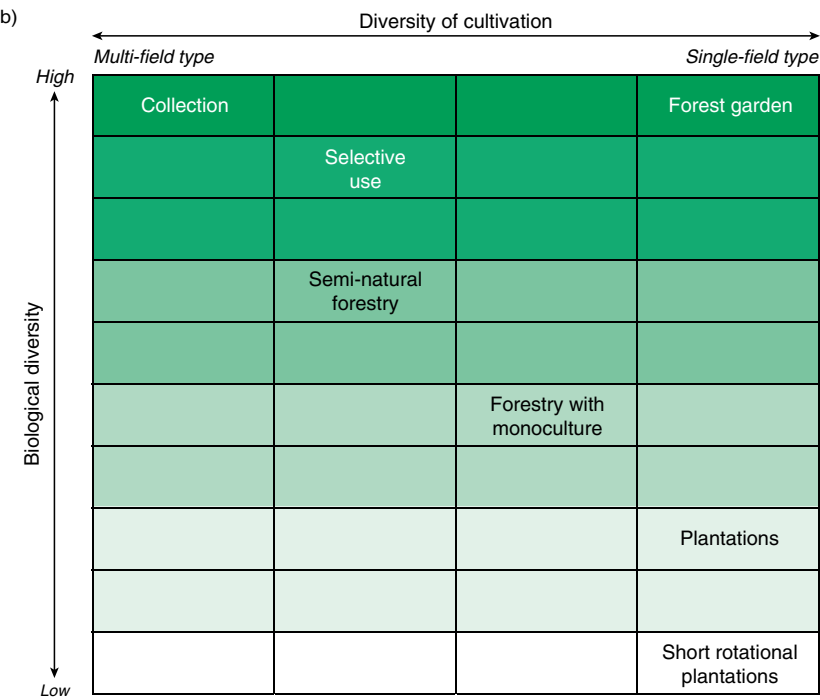 b)
Diversity of cultivation
Multi-field type
Single-field type
High
Collection
Forest garden
Selective
use
Semi-natural
forestry
Biological diversity
Forestry with
monoculture
Plantations
Short rotational
plantations
Low